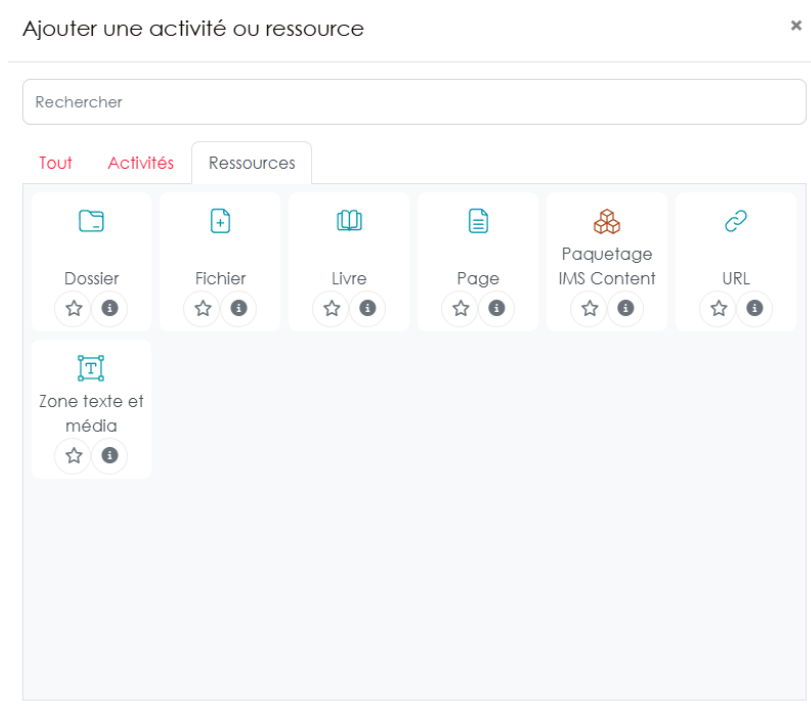 Ajouter une activité ou ressource
×
Rechercher
Tout Activités Ressources
Dossier
Fichier
Livre
Page
Paquetage
IMS Content
URL
Zone texte et
média